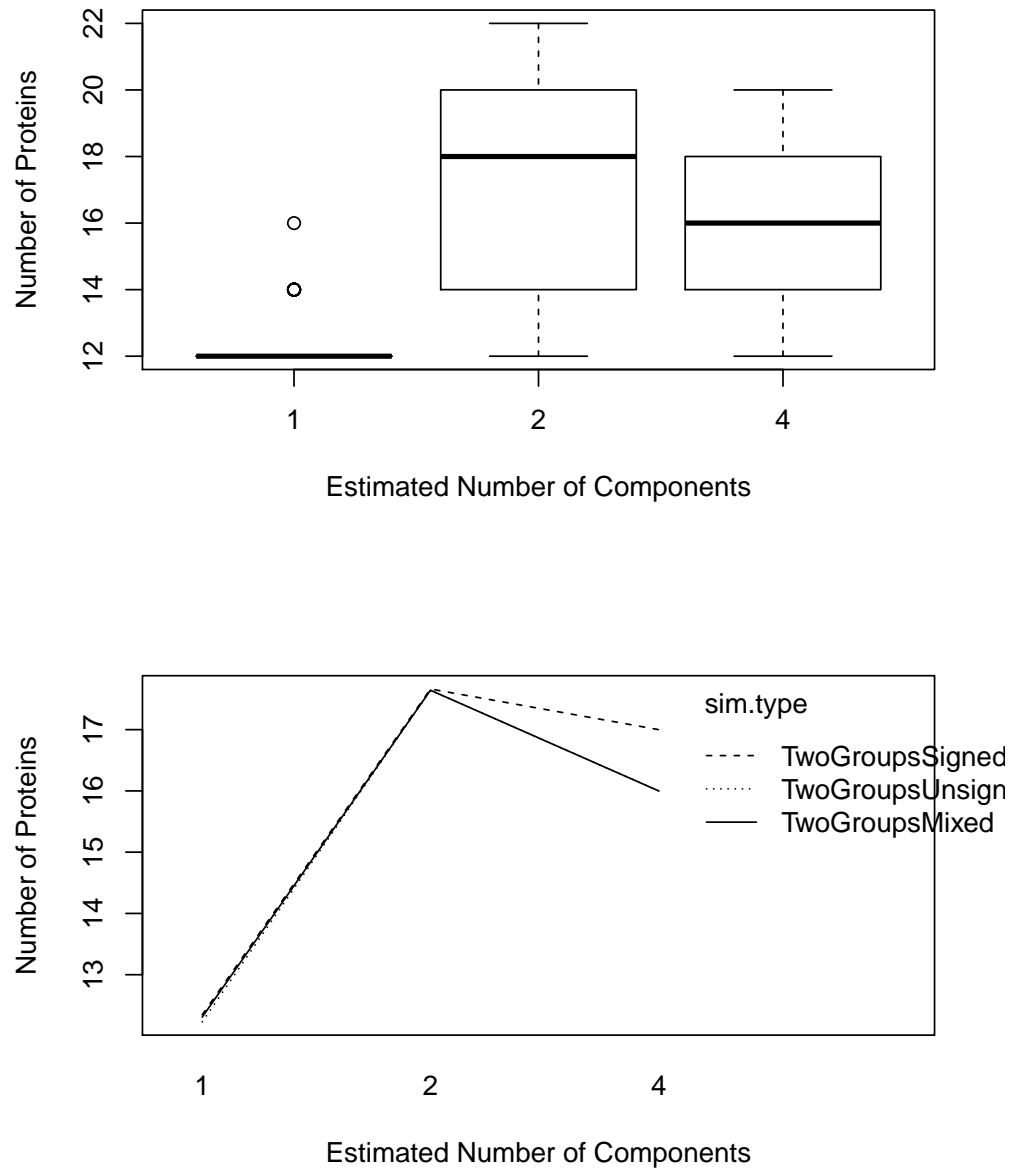 22
20
18
16
14
12
Number of Proteins
1 2 4
Estimated Number of Components
17
16
15
14
13
Number of Proteins
sim.type
TwoGroupsSigned
TwoGroupsUnsign
TwoGroupsMixed
1 2 4
Estimated Number of Components